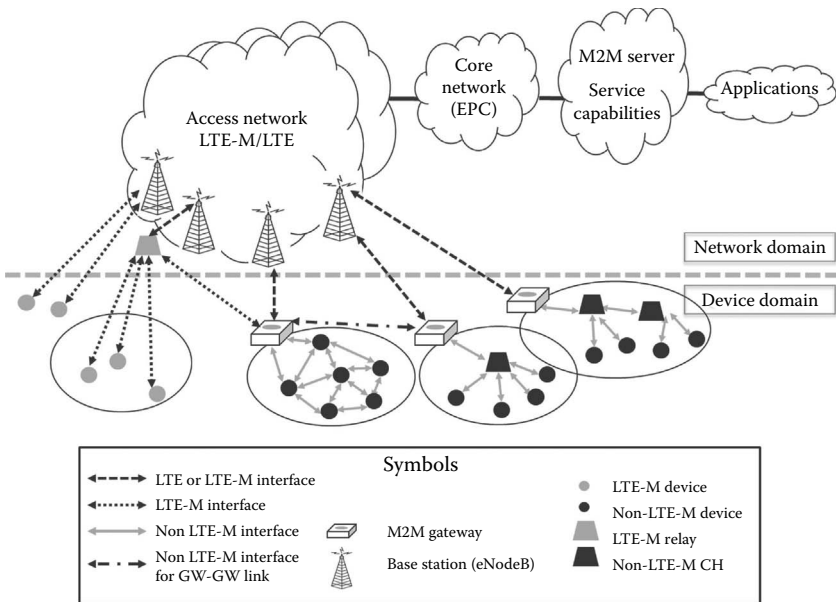 Access network
LTE-M/LTE
Core
network
(EPC)
M2M server
Service
capabilities
Applications
Network domain
Device domain
Symbols
LTE or LTE-M interface
LTE-M interface
Non LTE-M interface
Non LTE-M interface
for GW-GW link
M2M gateway
Base station (eNodeB)
LTE-M device
Non-LTE-M device
LTE-M relay
Non-LTE-M CH